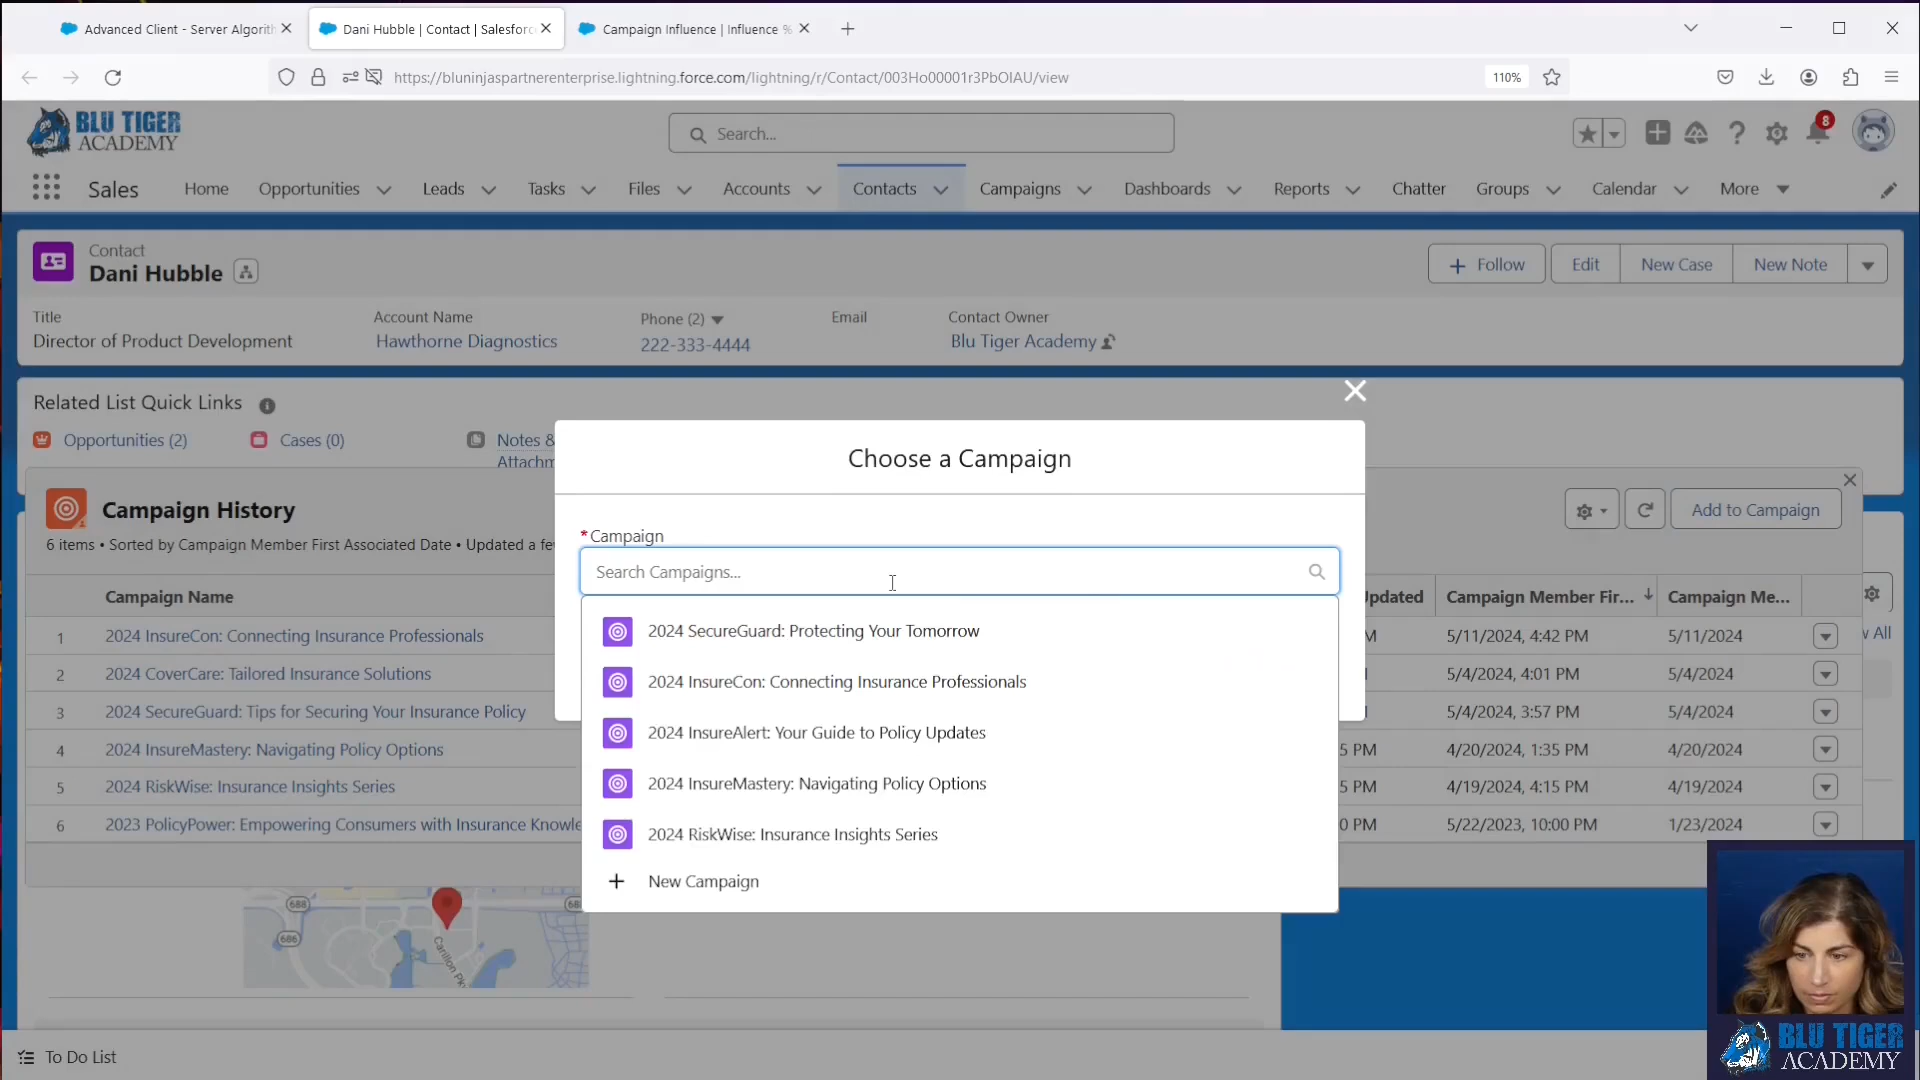 Advanced Client - Server Algorith
Dani Hubble | Contact | Salesforc
Campaign Influence | Influence %
https://bluninjaspartnerenterprise.lightning.force.com/lightning/r/Contact/003Ho00001r3PbOIAU/view
110%
BLU TIGER
ACADEMY
Search...
8
Sales
Home
Opportunities
Leads
Tasks
Files
Accounts
Contacts
Campaigns
Dashboards
Reports
Chatter
Groups
Calendar
More
Contact
Dani Hubble
Follow
Edit
New Case
New Note
Title
Account Name
Phone (2)
Email
Contact Owner
Director of Product Development
Hawthorne Diagnostics
222-333-4444
Blu Tiger Academy
Related List Quick Links
Opportunities (2)
Cases (0)
Notes &
Attachm
Choose a Campaign
Campaign History
6 items • Sorted by Campaign Member First Associated Date • Updated a fe
Add to Campaign
*Campaign
Search Campaigns...
Campaign Name
pdated
Campaign Member Fir...
Campaign Me...
1 2024 InsureCon: Connecting Insurance Professionals
M 5/11/2024, 4:42 PM 5/11/2024
All
2 2024 CoverCare: Tailored Insurance Solutions
5/4/2024, 4:01 PM 5/4/2024
3 2024 SecureGuard: Tips for Securing Your Insurance Policy
5/4/2024, 3:57 PM 5/4/2024
4 2024 InsureMastery: Navigating Policy Options
5 PM 4/20/2024, 1:35 PM 4/20/2024
5 2024 RiskWise: Insurance Insights Series
5 PM 4/19/2024, 4:15 PM 4/19/2024
6 2023 PolicyPower: Empowering Consumers with Insurance Knowle
0 PM 5/22/2023, 10:00 PM 1/23/2024
2024 SecureGuard: Protecting Your Tomorrow
2024 InsureCon: Connecting Insurance Professionals
2024 InsureAlert: Your Guide to Policy Updates
2024 InsureMastery: Navigating Policy Options
2024 RiskWise: Insurance Insights Series
New Campaign
688
686
68
Carillon Pk
To Do List
BLU TIGER
ACADEMY